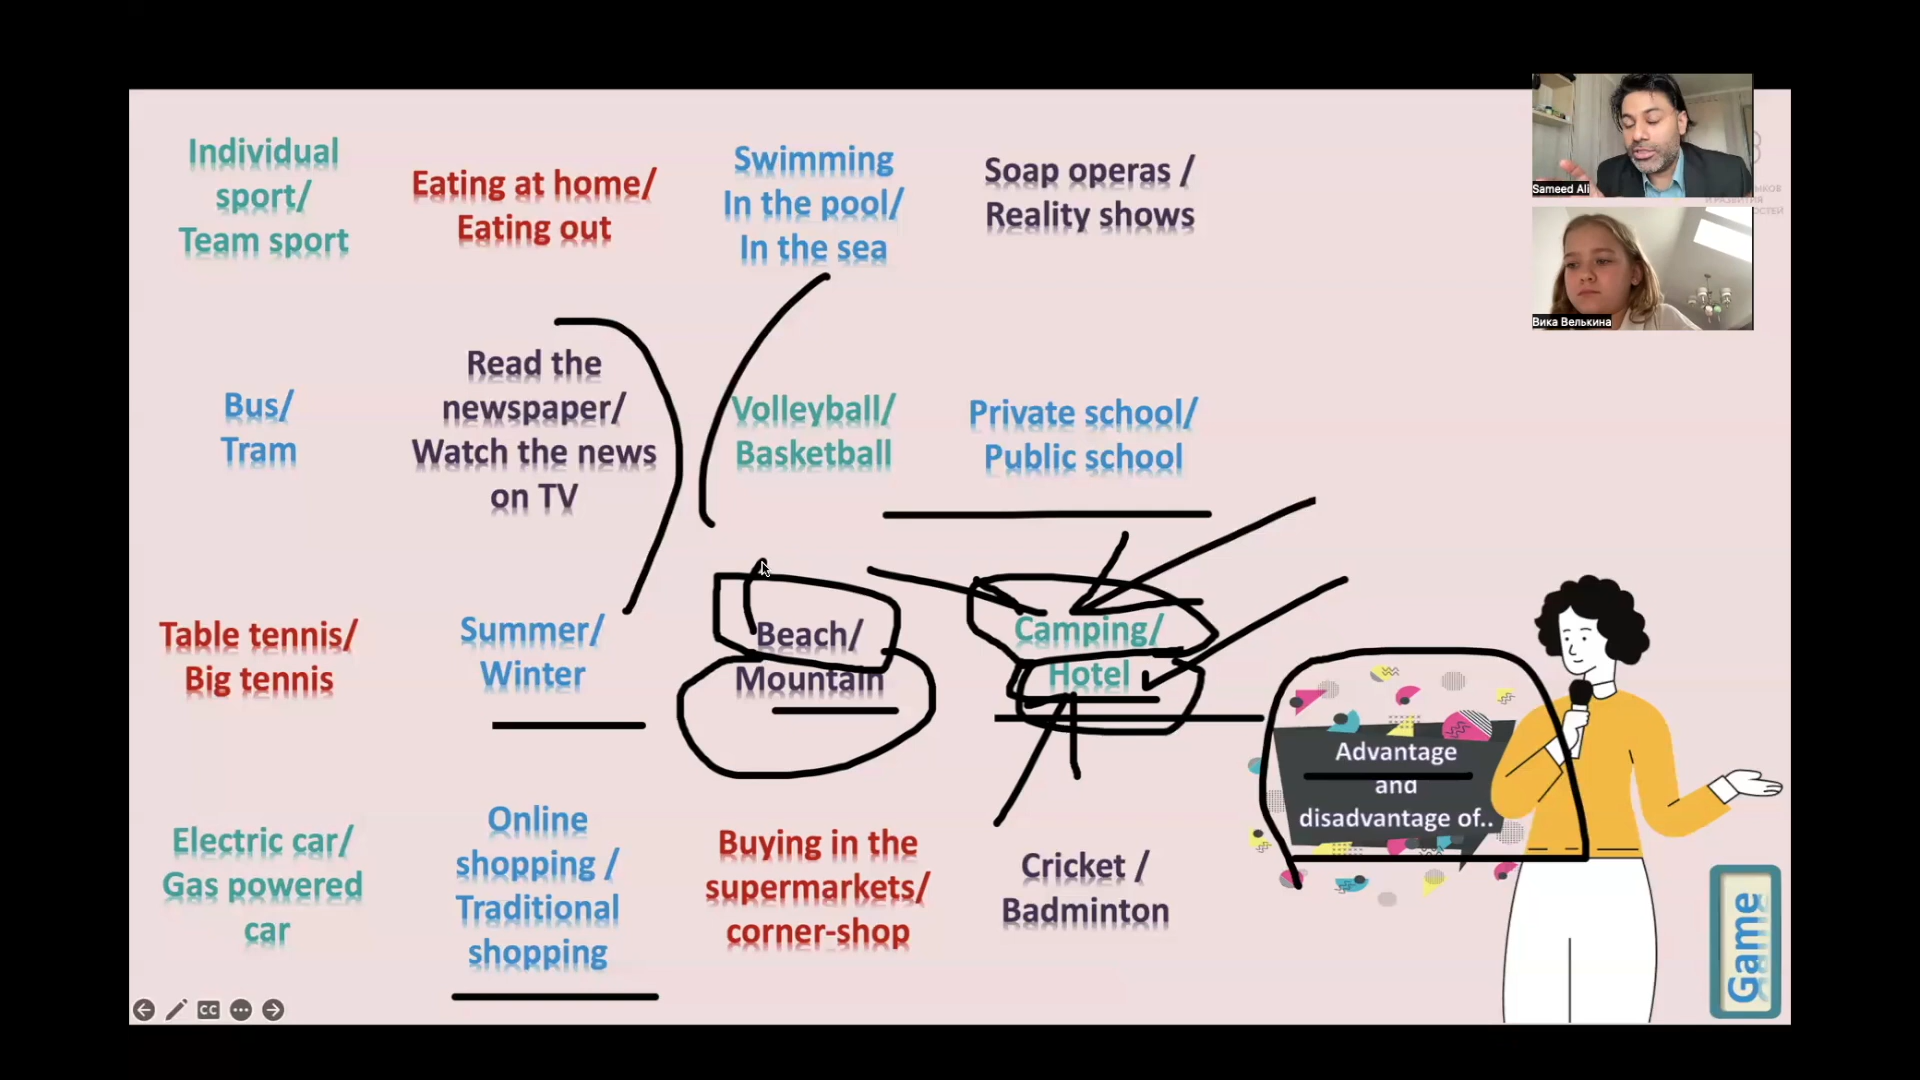 Individual
sport/
Team sport
Eating at home/
Eating out
Swimming
In the pool/
In the sea
Soap operas /
Reality shows
Sameed Ali
Вика Велькина
Bus/
Tram
Read the
newspaper/
Watch the news
on TV
Volleyball/
Basketball
Private school/
Public school
Table tennis/
Big tennis
Summer/
Winter
Beach/
Mountain
Camping/
Hotel
Advantage
and
disadvantage of..
Electric car/
Gas powered
car
Online
shopping /
Traditional
shopping
Buying in the
supermarkets/
corner-shop
Cricket /
Badminton
Game
CC